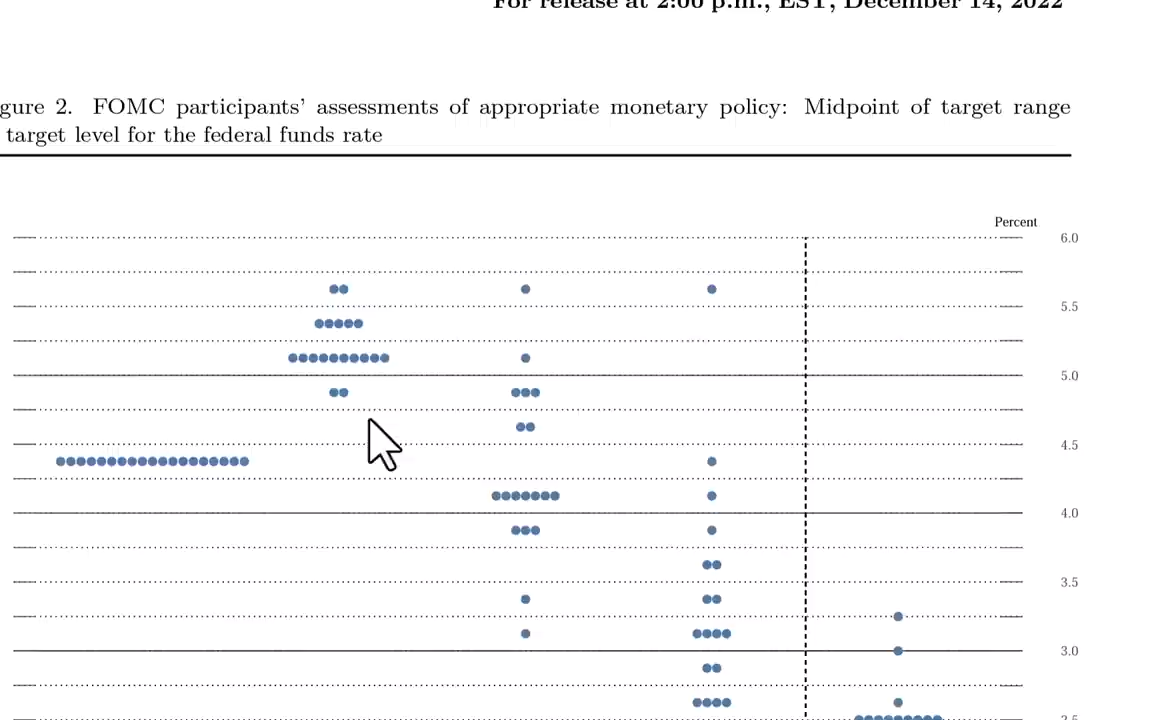 For release at 2:00 p.m., EST, December 14, 2022
gure 2. FOMC participants' assessments of appropriate monetary policy: Midpoint of target range
target level for the federal funds rate
Percent
6.0
5.5
5.0
4.5
4.0
3.5
3.0
2.5